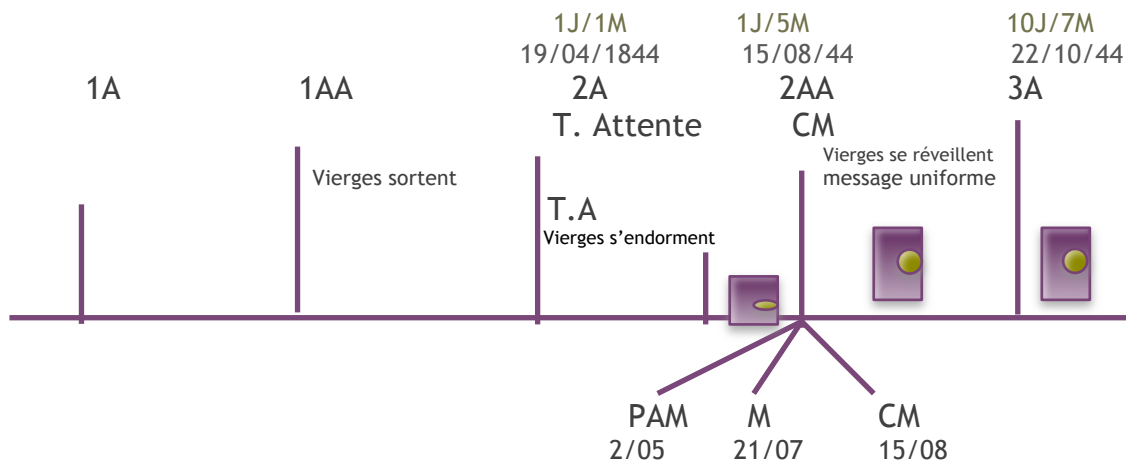 1J/1M
19/04/1844
1J/5M
15/08/44
10J/7M
22/10/44
1A
1AA
2A
2AA
3A
T. Attente
CM
Vierges sortent
Vierges se réveillent
message uniforme
T.A
Vierges s’endorment
PAM
2/05
M
21/07
CM
15/08